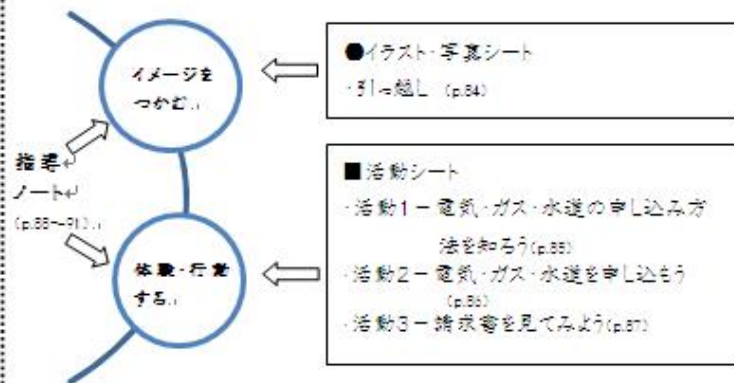 イメージを
つかむ。
●イラスト・写真シート
・引っ越し (p.84)
指導
ノート
(p.88~91)
■活動シート
・活動1－電気・ガス・水道の申し込み方
法を知ろう(p.85)
・活動2－電気・ガス・水道を申し込もう
(p.86)
・活動3－請求書を見てみよう(p.87)
体験・行動
する。